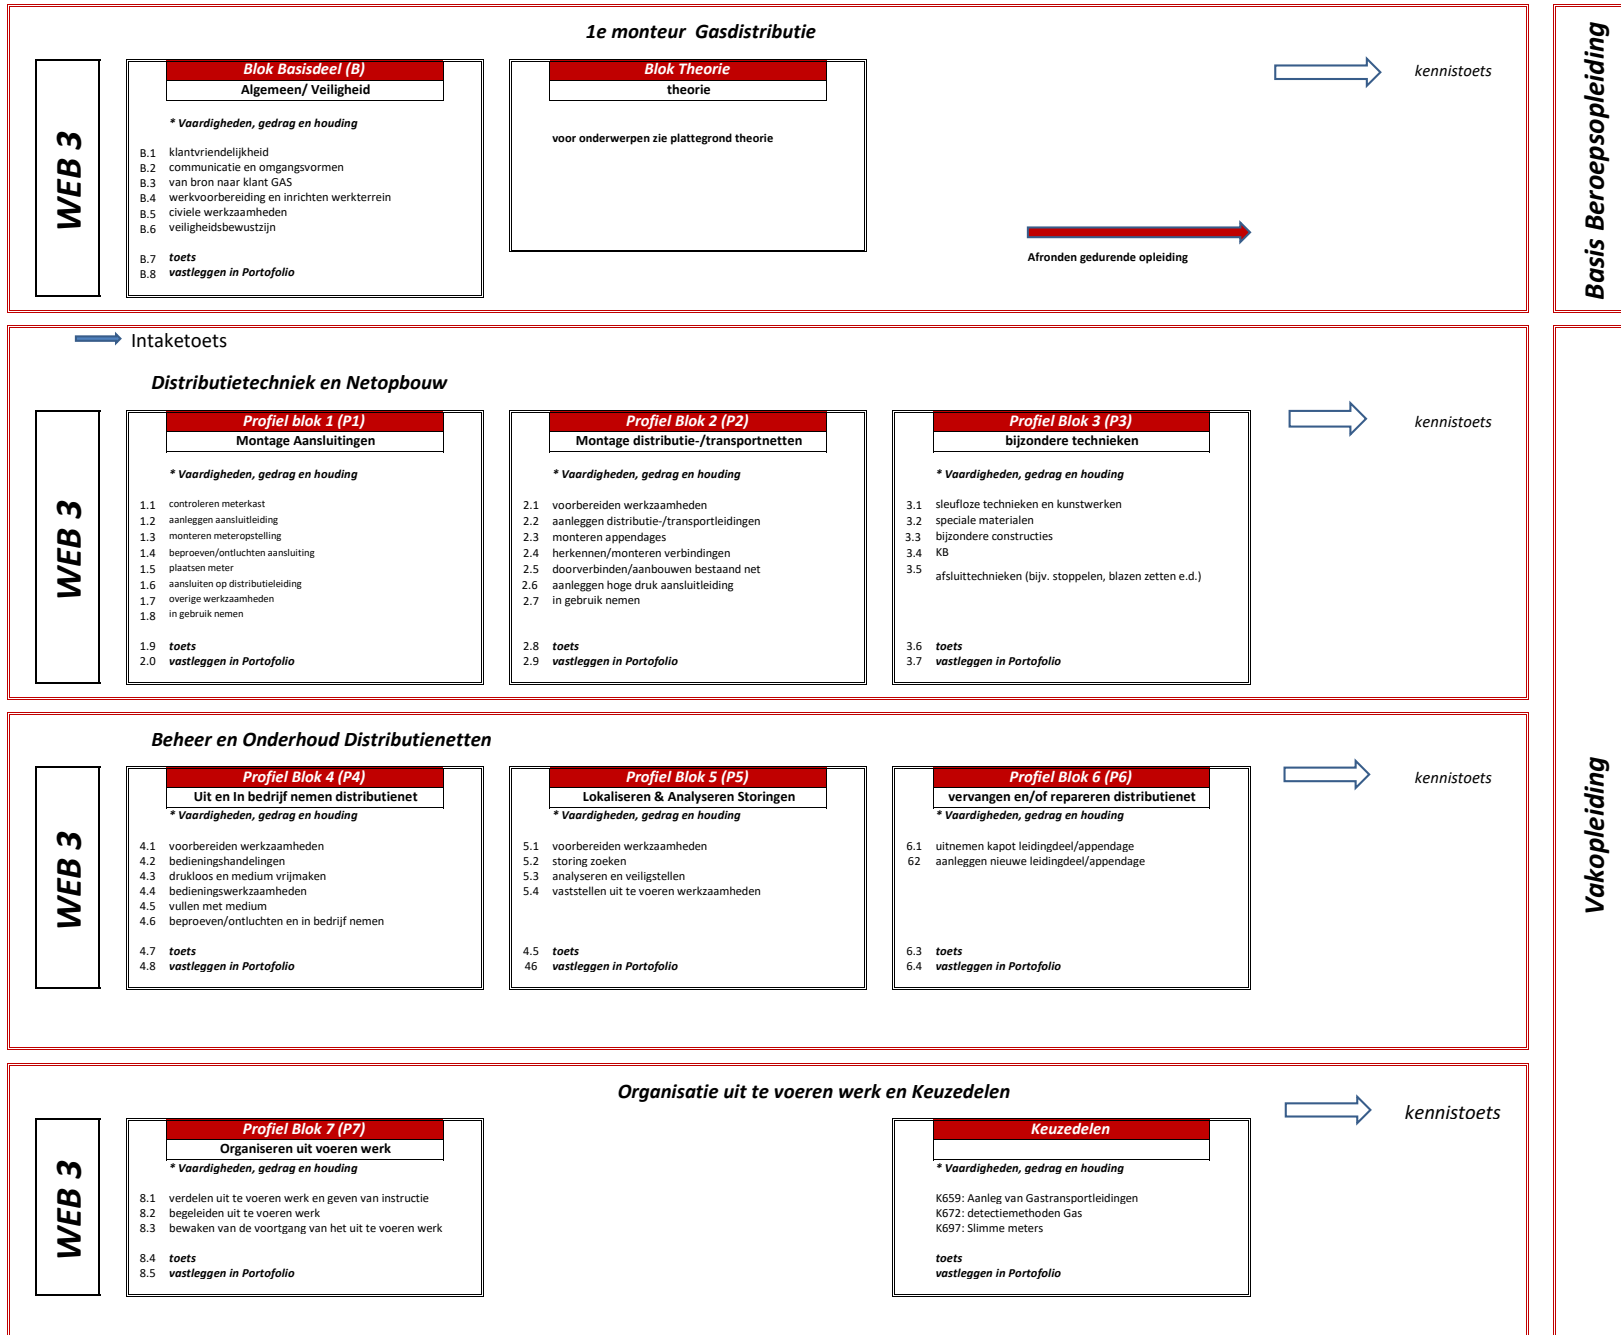 1e monteur  Gasdistributie
WEB 3
Blok Basisdeel (B)
Algemeen/ Veiligheid
* Vaardigheden, gedrag en houding
B.1 klantvriendelijkheid
B.2 communicatie en omgangsvormen
B.3 van bron naar klant GAS
B.4 werkvoorbereiding en inrichten werkterrein
B.5 civiele werkzaamheden
B.6 veiligheidsbewustzijn
B.7 toets
B.8 vastleggen in Portofolio
Blok Theorie
theorie
voor onderwerpen zie plattegrond theorie
kennistoets
Afronden gedurende opleiding
Basis Beroepsopleiding
Intaketoets
Distributietechniek en Netopbouw
WEB 3
Profiel blok 1 (P1)
Montage Aansluitingen
* Vaardigheden, gedrag en houding
1.1 controleren meterkast
1.2 aanleggen aansluitleiding
1.3 monteren meteropstelling
1.4 beproeven/ontluchten aansluiting
1.5 plaatsen meter
1.6 aansluiten op distributieleiding
1.7 overige werkzaamheden
1.8 in gebruik nemen
1.9 toets
2.0 vastleggen in Portofolio
Profiel Blok 2 (P2)
Montage distributie-/transportnetten
* Vaardigheden, gedrag en houding
2.1 voorbereiden werkzaamheden
2.2 aanleggen distributie-/transportleidingen
2.3 monteren appendages
2.4 herkennen/monteren verbindingen
2.5 doorverbinden/aanbouwen bestaand net
2.6 aanleggen hoge druk aansluitleiding
2.7 in gebruik nemen
2.8 toets
2.9 vastleggen in Portofolio
Profiel Blok 3 (P3)
bijzondere technieken
* Vaardigheden, gedrag en houding
3.1 sleufloze technieken en kunstwerken
3.2 speciale materialen
3.3 bijzondere constructies
3.4 KB
3.5 afsluittechnieken (bijv. stoppelen, blazen zetten e.d.)
3.6 toets
3.7 vastleggen in Portofolio
kennistoets
Vakopleiding
Beheer en Onderhoud Distributienetten
WEB 3
Profiel Blok 4 (P4)
Uit en In bedrijf nemen distributienet
* Vaardigheden, gedrag en houding
4.1 voorbereiden werkzaamheden
4.2 bedieningshandelingen
4.3 drukloos en medium vrijmaken
4.4 bedieningswerkzaamheden
4.5 vullen met medium
4.6 beproeven/ontluchten en in bedrijf nemen
4.7 toets
4.8 vastleggen in Portofolio
Profiel Blok 5 (P5)
Lokaliseren & Analyseren Storingen
* Vaardigheden, gedrag en houding
5.1 voorbereiden werkzaamheden
5.2 storing zoeken
5.3 analyseren en veiligstellen
5.4 vaststellen uit te voeren werkzaamheden
4.5 toets
46 vastleggen in Portofolio
Profiel Blok 6 (P6)
vervangen en/of repareren distributienet
* Vaardigheden, gedrag en houding
6.1 uitnemen kapot leidingdeel/appendage
62 aanleggen nieuwe leidingdeel/appendage
6.3 toets
6.4 vastleggen in Portofolio
kennistoets
Organisatie uit te voeren werk en Keuzedelen
WEB 3
Profiel Blok 7 (P7)
Organiseren uit voeren werk
* Vaardigheden, gedrag en houding
8.1 verdelen uit te voeren werk en geven van instructie
8.2 begeleiden uit te voeren werk
8.3 bewaken van de voortgang van het uit te voeren werk
8.4 toets
8.5 vastleggen in Portofolio
Keuzedelen
* Vaardigheden, gedrag en houding
K659: Aanleg van Gastransportleidingen
K672: detectiemethoden Gas
K697: Slimme meters
toets
vastleggen in Portofolio
kennistoets